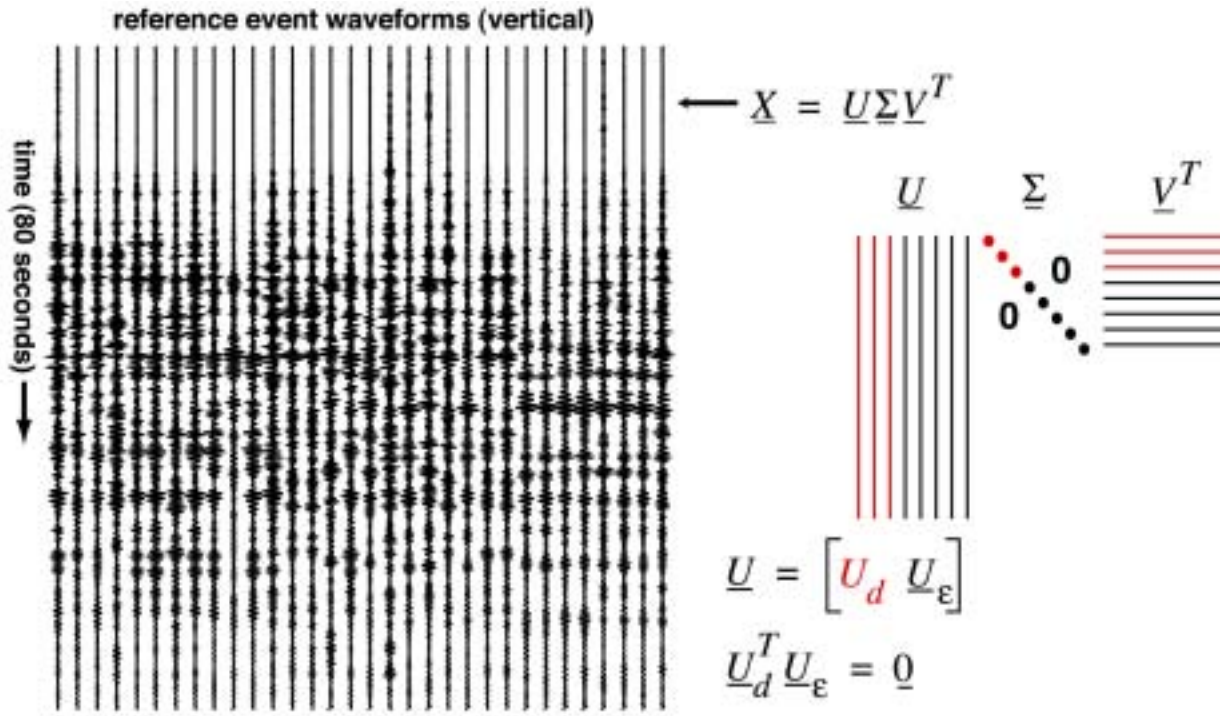 reference event waveforms (vertical)
time (80 seconds)
X = UΣV^T
U Σ V^T
0
0
U = [U_d U_ε]
U_d^T U_ε = 0